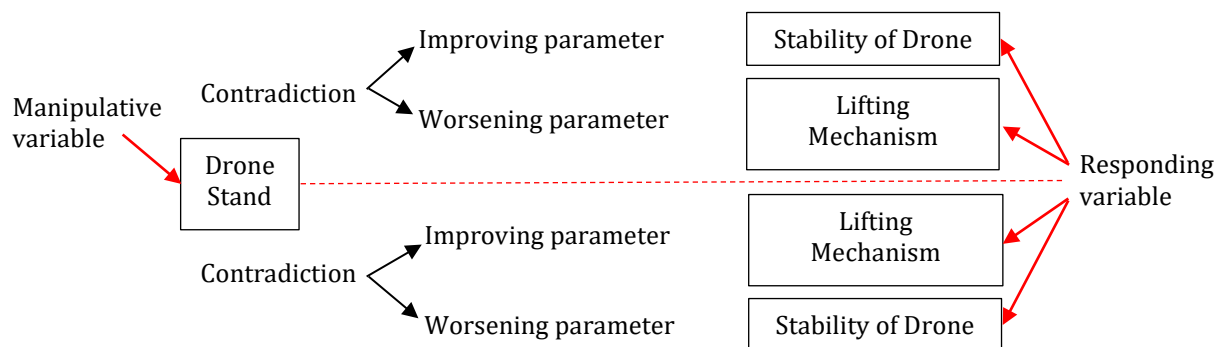 Improving parameter
Stability of Drone
Contradiction
Manipulative
variable
Worsening parameter
Lifting
Mechanism
Drone
Stand
Responding
variable
Improving parameter
Lifting
Mechanism
Contradiction
Worsening parameter
Stability of Drone